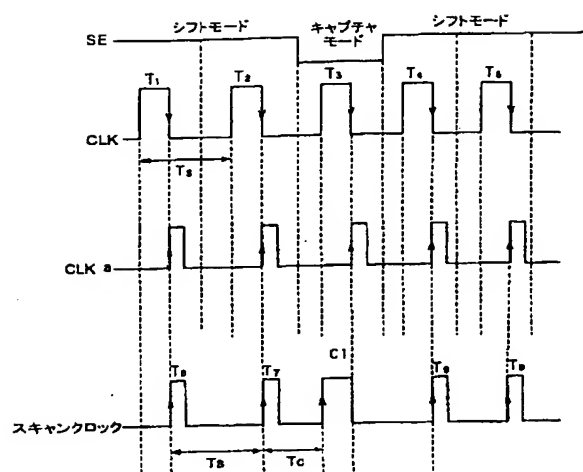 シフトモード
キャプチャ
モード
シフトモード
SE
T1
T2
T3
T4
T5
CLK
Ts
CLK a
C1
T6
T7
T8
T9
スキャンクロック
Ts
Tc